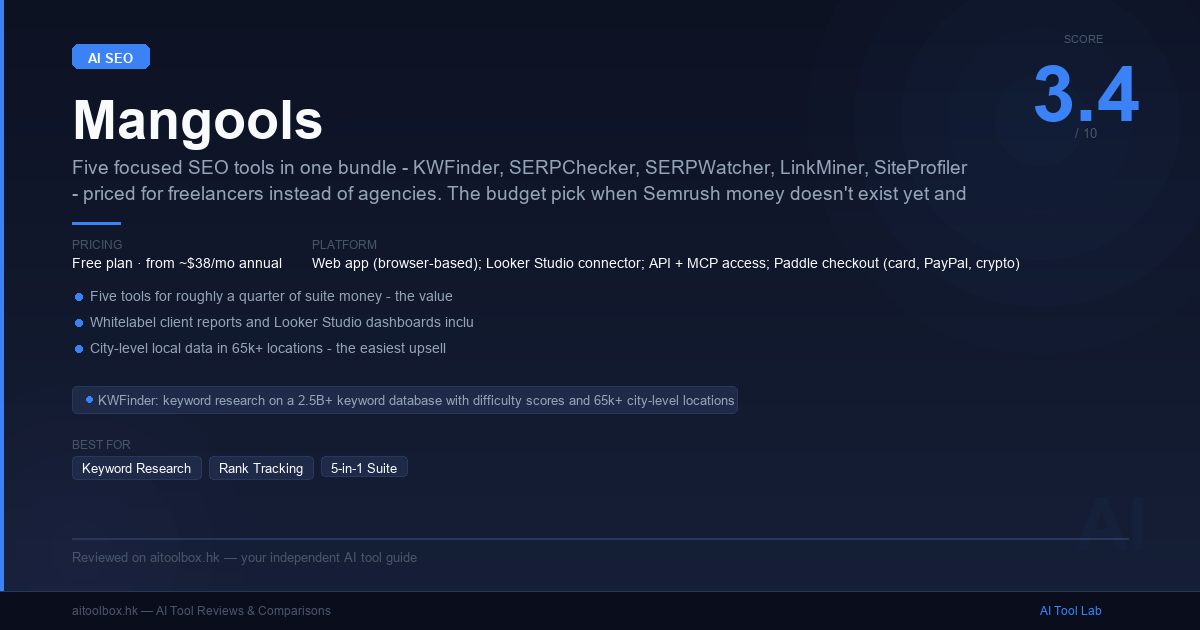 AI SEO
SCORE
3.4
/ 10
Mangools
Five focused SEO tools in one bundle - KWFinder, SERPChecker, SERPWatcher, LinkMiner, SiteProfiler
- priced for freelancers instead of agencies. The budget pick when Semrush money doesn't exist yet and
PRICING
PLATFORM
Free plan · from ~$38/mo annual
Web app (browser-based); Looker Studio connector; API + MCP access; Paddle checkout (card, PayPal, crypto)
Five tools for roughly a quarter of suite money - the value
Whitelabel client reports and Looker Studio dashboards inclu
City-level local data in 65k+ locations - the easiest upsell
KWFinder: keyword research on a 2.5B+ keyword database with difficulty scores and 65k+ city-level locations
BEST FOR
Keyword Research
Rank Tracking
5-in-1 Suite
AI
Reviewed on aitoolbox.hk — your independent AI tool guide
aitoolbox.hk — AI Tool Reviews & Comparisons
AI Tool Lab